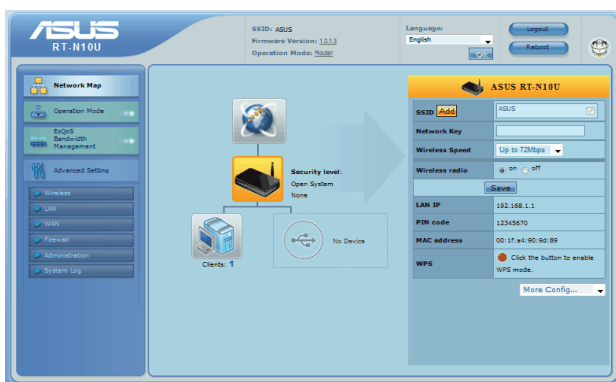 ASUS
RT-N10U
SSID: ASUS
Firmware Version: 1.0.1.3
Operation Mode: Router
Language:
English
Logout
Reboot
Network Map
Operation Mode
EzQoS
Bandwidth
Management
Advanced Setting
Wireless
LAN
WAN
Firewall
Administration
System Log
Security level:
Open System
None
Clients: 1
No Device
ASUS RT-N10U
SSID Add ASUS
Network Key
Wireless Speed Up to 72Mbps
Wireless radio on off
Save
LAN IP 192.168.1.1
PIN code 12345670
MAC address 00:1f:a4:90:9d:89
WPS Click the button to enable
WPS mode.
More Config...